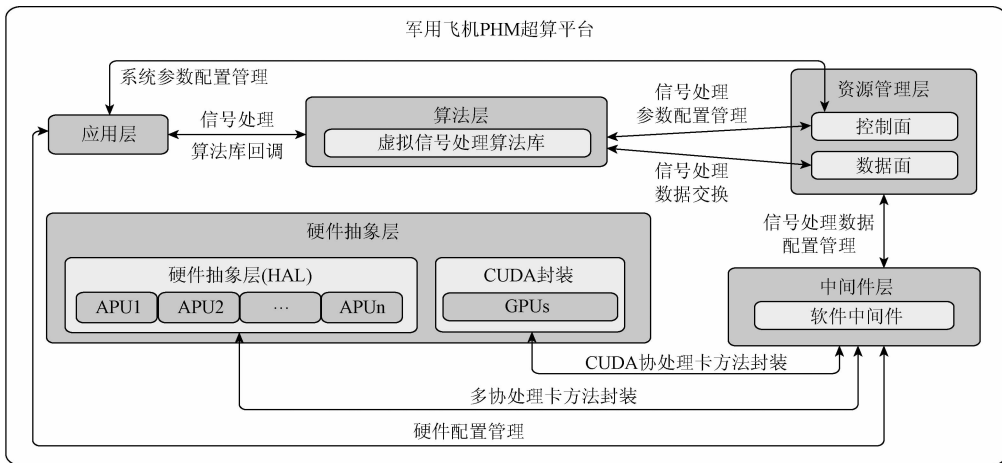 军用飞机PHM超算平台
系统参数配置管理
应用层
信号处理
算法库回调
算法层
虚拟信号处理算法库
信号处理
参数配置管理
信号处理
数据交换
资源管理层
控制面
数据面
信号处理数据
配置管理
硬件抽象层
硬件抽象层(HAL)
APU1 APU2 … APUn
CUDA封装
GPUs
中间件层
软件中间件
CUDA协处理卡方法封装
多协处理卡方法封装
硬件配置管理